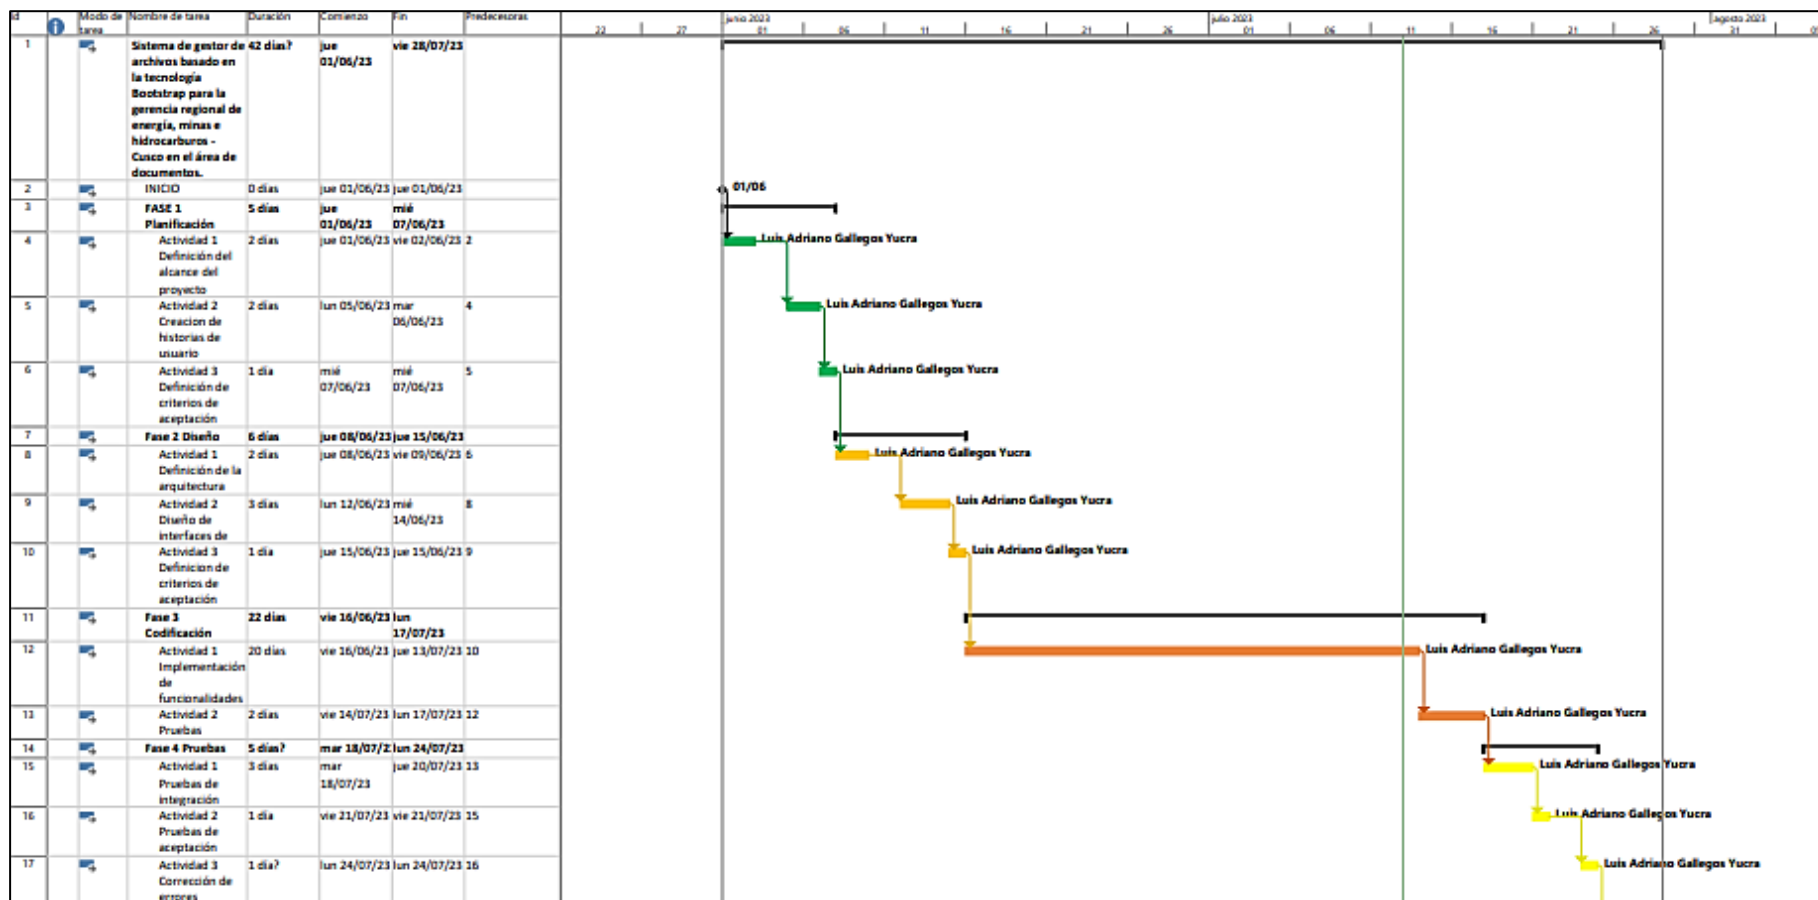 Id Modo de tarea Nombre de tarea Duración Comienzo Fin Predecesoras
junio 2023 julio 2023 agosto 2023
22 27 01 06 11 16 21 26 01 06 11 16 21 26 31
1 Sistema de gestor de archivos basado en la tecnología Bootstrap para la gerencia regional de energía, minas e hidrocarburos - Cusco en el área de documentos. 42 días? jue 01/06/23 vie 28/07/23
2 INICIO 0 días jue 01/06/23 jue 01/06/23 01/06
3 FASE 1 Planificación 5 días jue 01/06/23 mié 07/06/23
4 Actividad 1 Definición del alcance del proyecto 2 días jue 01/06/23 vie 02/06/23 2 Luis Adriano Gallegos Yucra
5 Actividad 2 Creacion de historias de usuario 2 días lun 05/06/23 mar 06/06/23 4 Luis Adriano Gallegos Yucra
6 Actividad 3 Definición de criterios de aceptación 1 día mié 07/06/23 mié 07/06/23 5 Luis Adriano Gallegos Yucra
7 Fase 2 Diseño 6 días jue 08/06/23 jue 15/06/23
8 Actividad 1 Definición de la arquitectura 2 días jue 08/06/23 vie 09/06/23 6 Luis Adriano Gallegos Yucra
9 Actividad 2 Diseño de interfaces de 3 días lun 12/06/23 mié 14/06/23 8 Luis Adriano Gallegos Yucra
10 Actividad 3 Definicion de criterios de aceptación 1 día jue 15/06/23 jue 15/06/23 9 Luis Adriano Gallegos Yucra
11 Fase 3 Codificación 22 días vie 16/06/23 lun 17/07/23
12 Actividad 1 Implementación de funcionalidades 20 días vie 16/06/23 jue 13/07/23 10 Luis Adriano Gallegos Yucra
13 Actividad 2 Pruebas 2 días vie 14/07/23 lun 17/07/23 12 Luis Adriano Gallegos Yucra
14 Fase 4 Pruebas 5 días? mar 18/07/2 lun 24/07/23
15 Actividad 1 Pruebas de integración 3 días mar 18/07/23 jue 20/07/23 13 Luis Adriano Gallegos Yucra
16 Actividad 2 Pruebas de aceptación 1 día vie 21/07/23 vie 21/07/23 15 Luis Adriano Gallegos Yucra
17 Actividad 3 Corrección de errores 1 día? lun 24/07/23 lun 24/07/23 16 Luis Adriano Gallegos Yucra